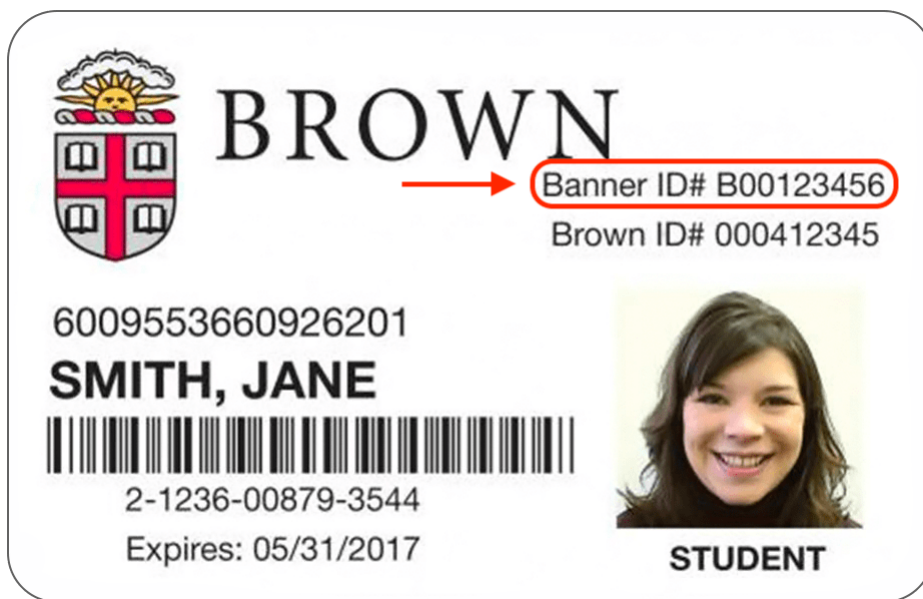 BROWN
Banner ID# B00123456
Brown ID# 000412345
6009553660926201
SMITH, JANE
2-1236-00879-3544
Expires: 05/31/2017
STUDENT